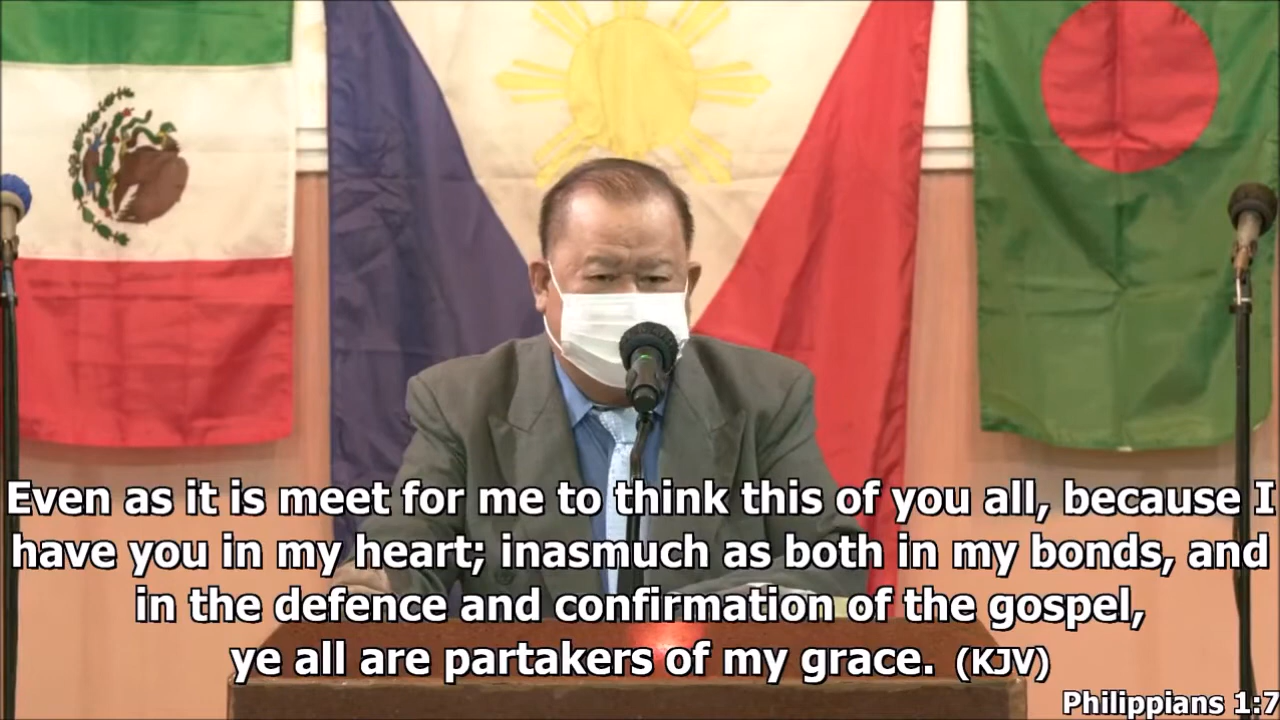 Even as it is meet for me to think this of you all, because I
have you in my heart; inasmuch as both in my bonds, and
in the defence and confirmation of the gospel,
ye all are partakers of my grace. (KJV)
Philippians 1:7